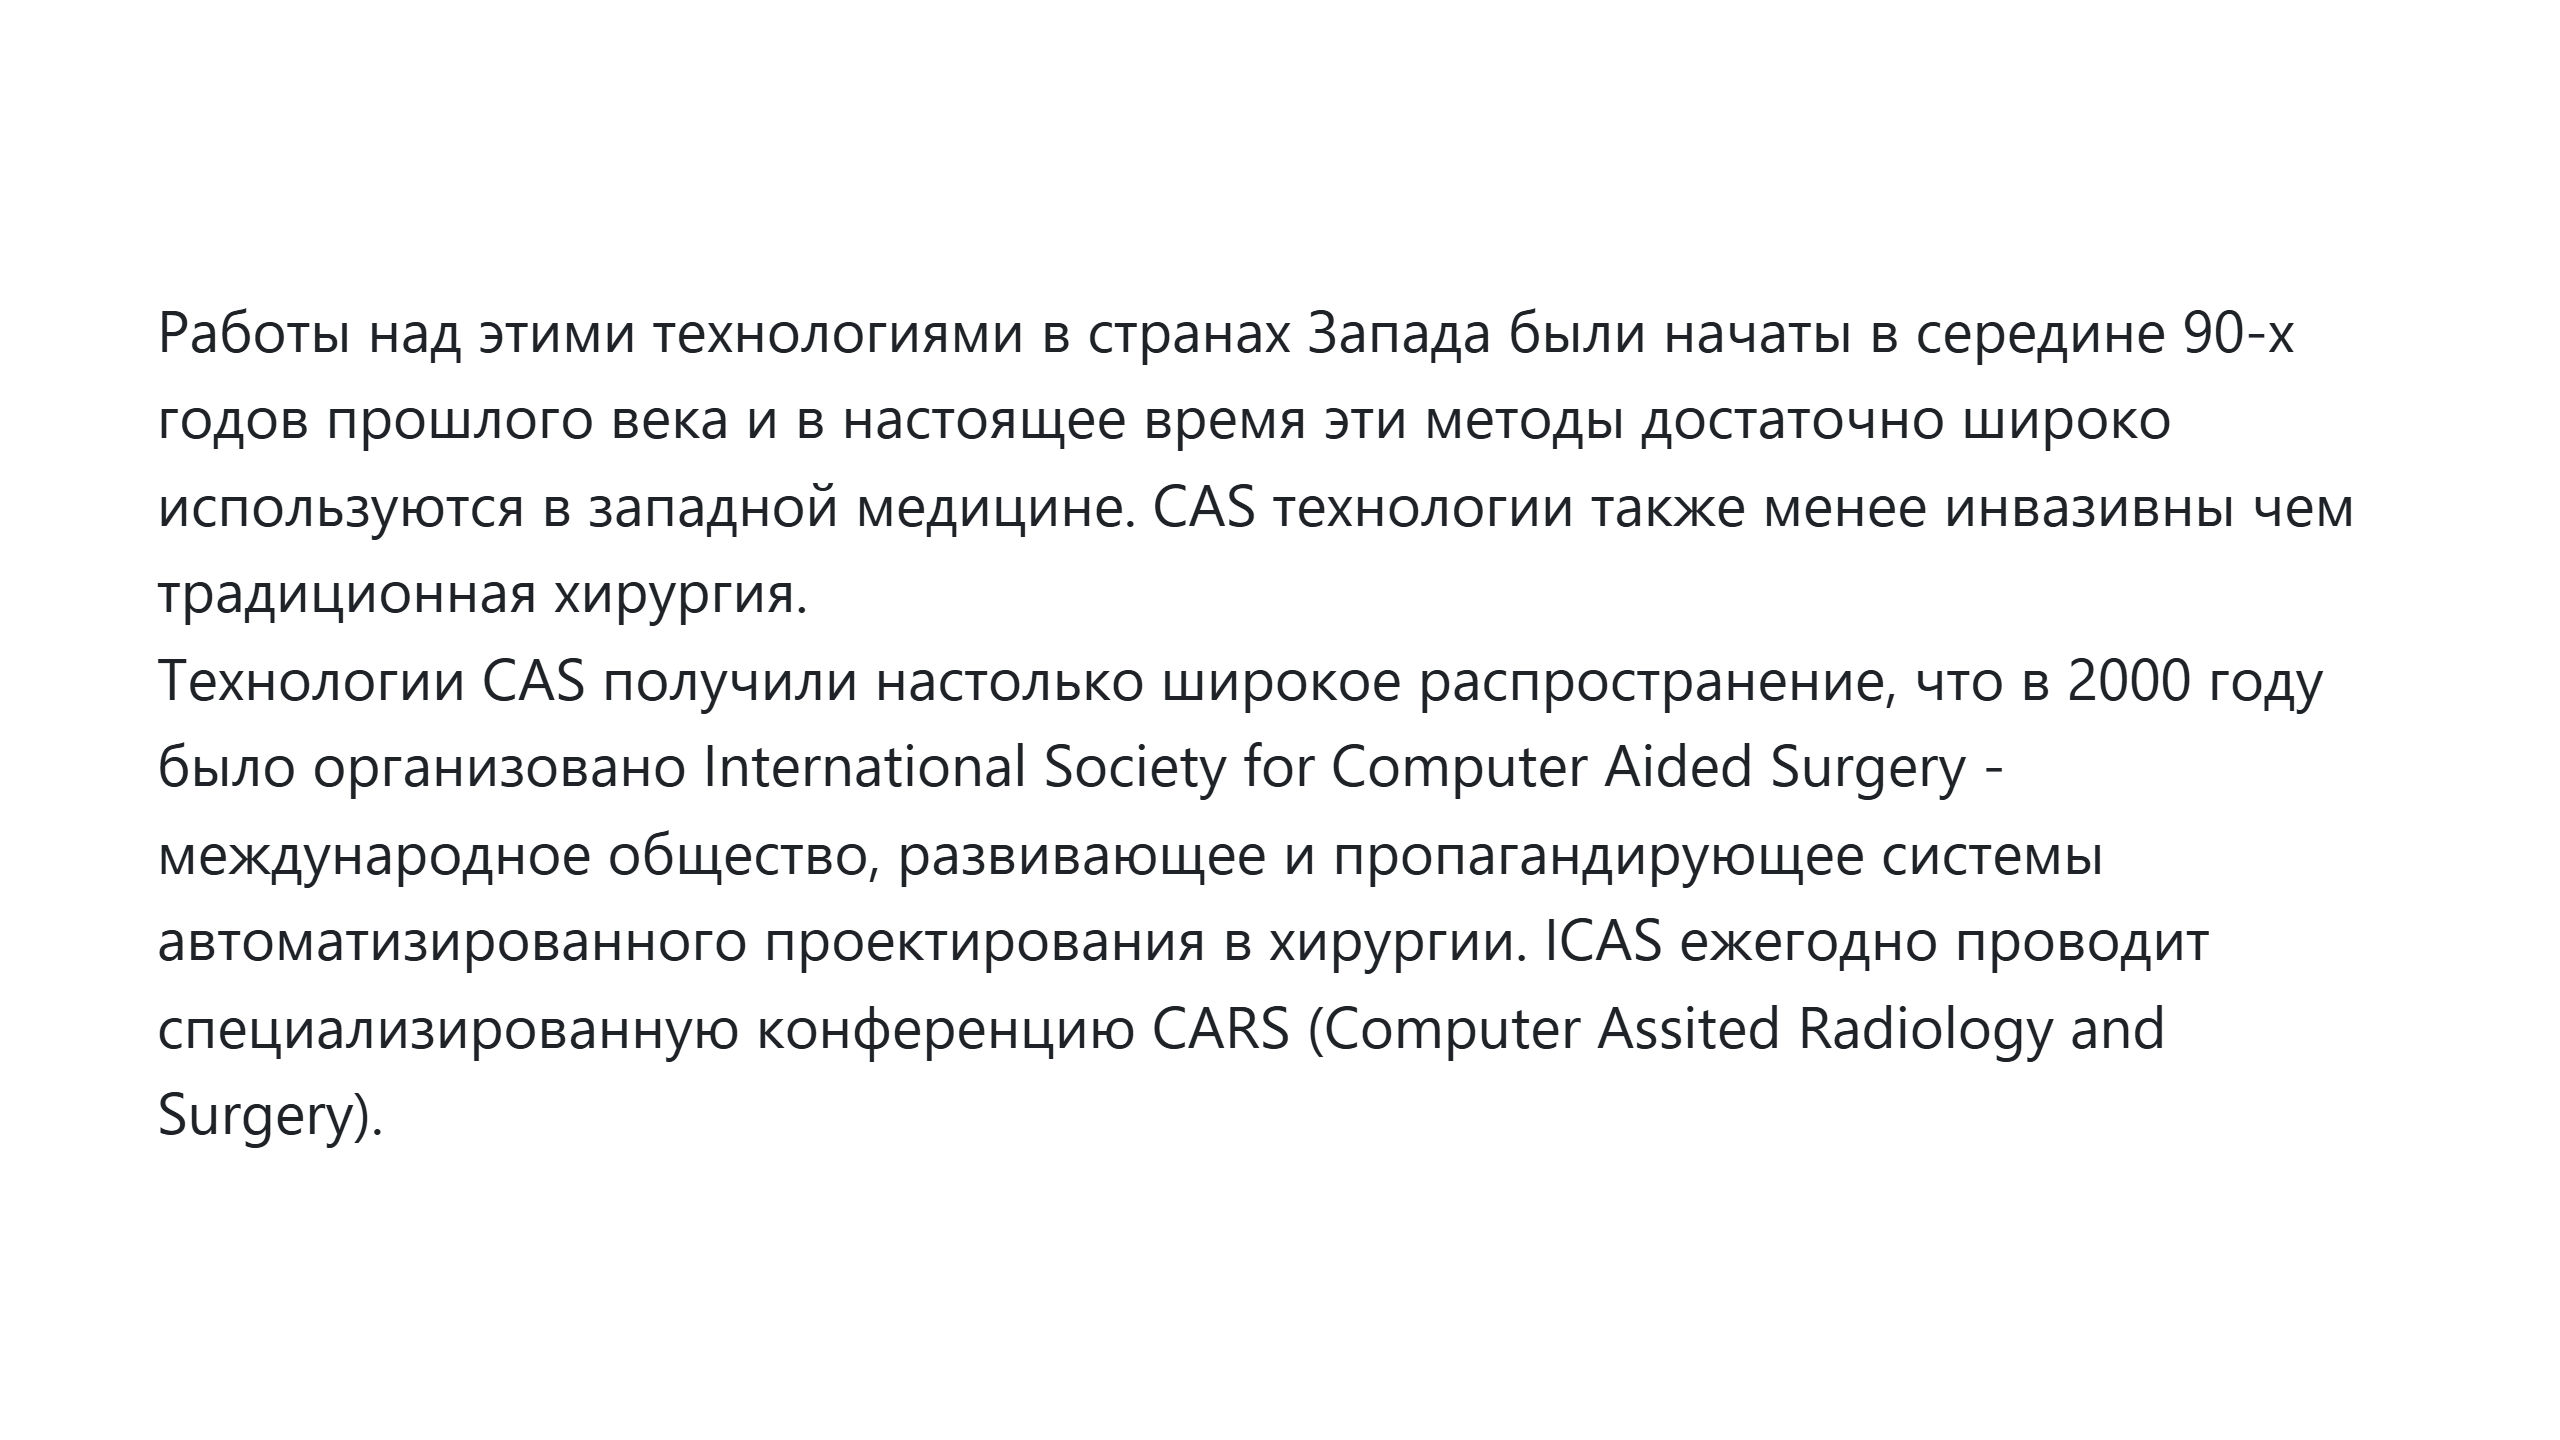 Работы над этими технологиями в странах Запада были начаты в середине 90-х
годов прошлого века и в настоящее время эти методы достаточно широко
используются в западной медицине. CAS технологии также менее инвазивны чем
традиционная хирургия.
Технологии CAS получили настолько широкое распространение, что в 2000 году
было организовано International Society for Computer Aided Surgery -
международное общество, развивающее и пропагандирующее системы
автоматизированного проектирования в хирургии. ICAS ежегодно проводит
специализированную конференцию CARS (Computer Assited Radiology and
Surgery).